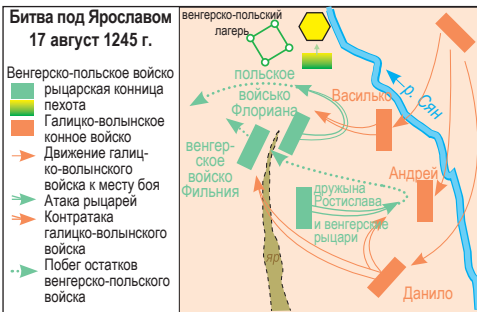 Битва под Ярославом
17 август 1245 г.
Венгерско-польское войско
рыцарская конница
пехота
Галицко-волынское
конное войско
Движение галиц-
ко-волынского
войска к месту боя
Атака рыцарей
Контратака
галицко-волынского
войска
Побег остатков
венгерско-польского
войска
венгерско-польский
лагерь
польское
войсько
Флориана
Василько
р. Сян
венгер-
ское
войско
Фильния
Андрей
дружына
Ростислава
и венгерские
рыцари
яр
Данило